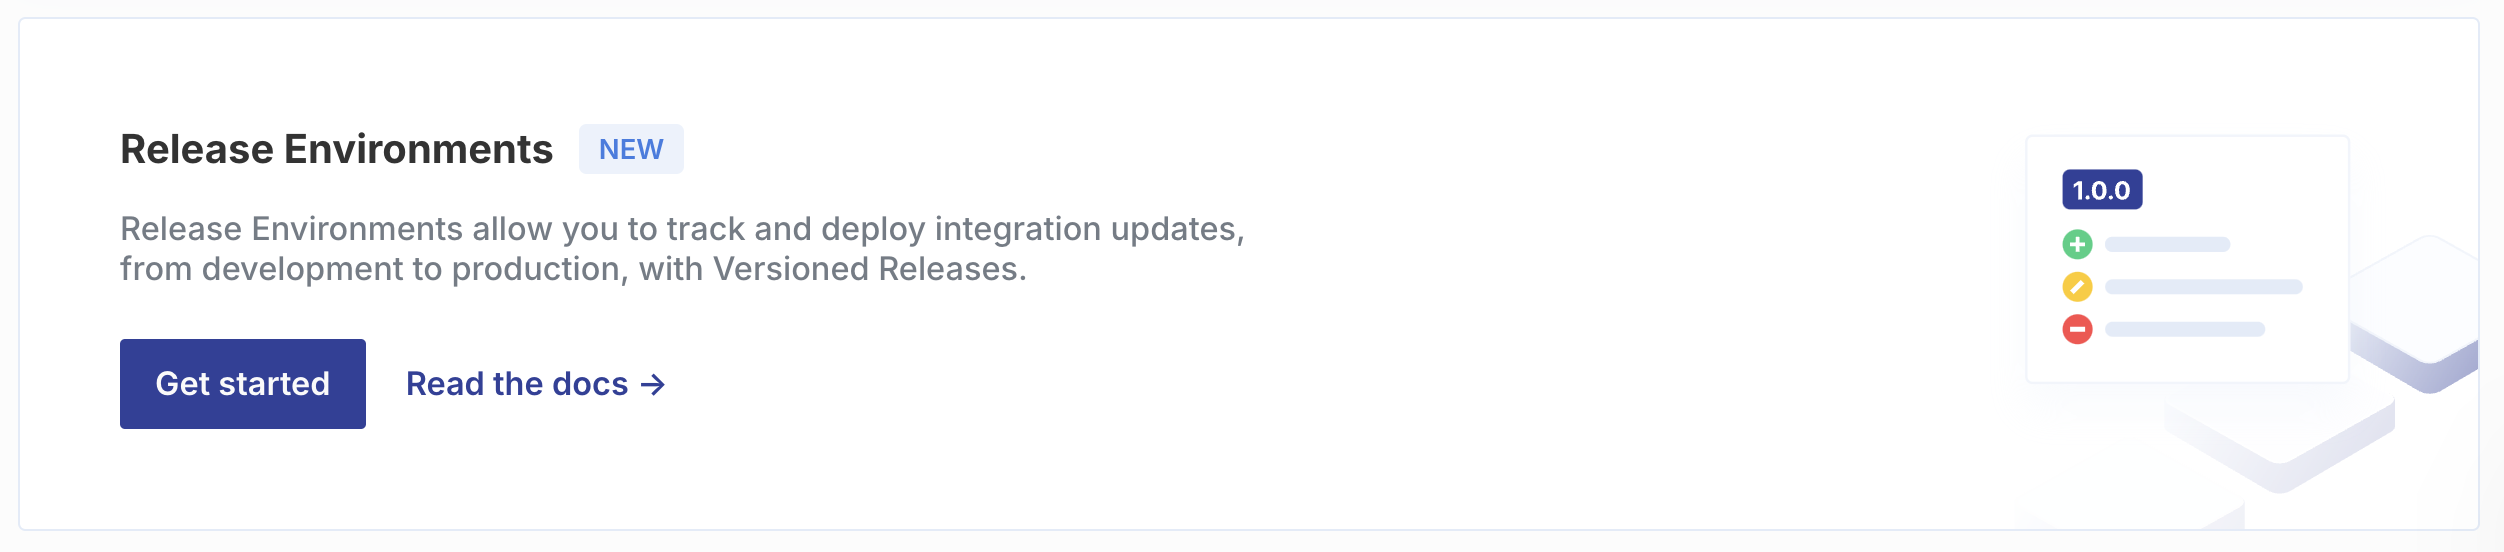 Release Environments NEW
Release Environments allow you to track and deploy integration updates,
from development to production, with Versioned Releases.
Get started Read the docs →
1.0.0